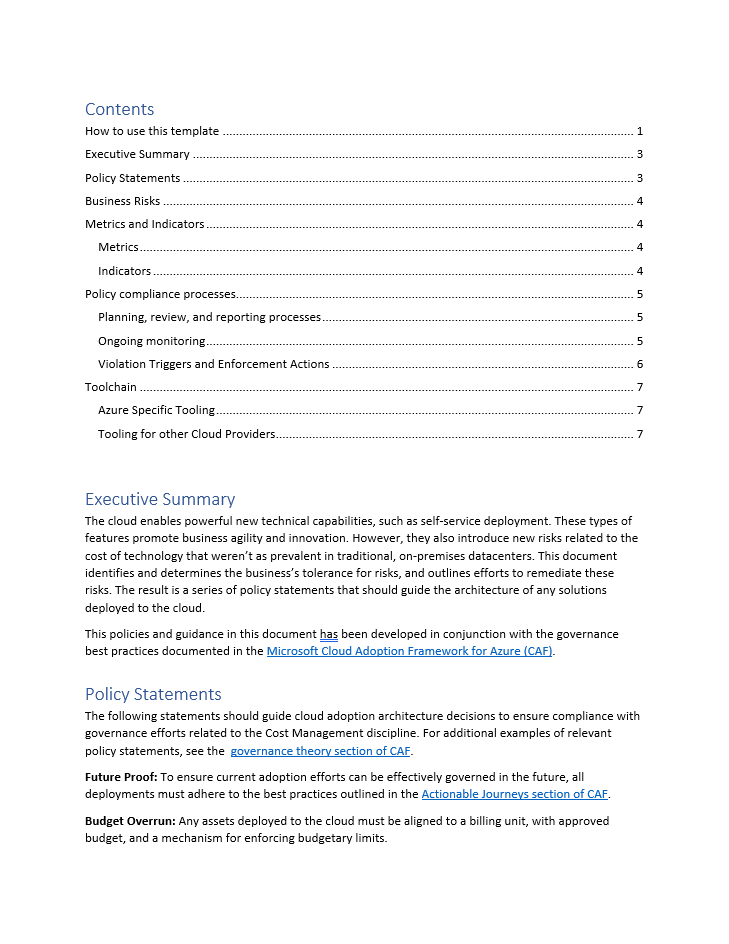 Contents
How to use this template ........ 1
Executive Summary ........ 3
Policy Statements ........ 3
Business Risks ........ 4
Metrics and Indicators ........ 4
Metrics ........ 4
Indicators ........ 4
Policy compliance processes ........ 5
Planning, review, and reporting processes ........ 5
Ongoing monitoring ........ 5
Violation Triggers and Enforcement Actions ........ 6
Toolchain ........ 7
Azure Specific Tooling ........ 7
Tooling for other Cloud Providers ........ 7
Executive Summary
The cloud enables powerful new technical capabilities, such as self-service deployment. These types of
features promote business agility and innovation. However, they also introduce new risks related to the
cost of technology that weren’t as prevalent in traditional, on-premises datacenters. This document
identifies and determines the business’s tolerance for risks, and outlines efforts to remediate these
risks. The result is a series of policy statements that should guide the architecture of any solutions
deployed to the cloud.
This policies and guidance in this document has been developed in conjunction with the governance
best practices documented in the Microsoft Cloud Adoption Framework for Azure (CAF).
Policy Statements
The following statements should guide cloud adoption architecture decisions to ensure compliance with
governance efforts related to the Cost Management discipline. For additional examples of relevant
policy statements, see the governance theory section of CAF.
Future Proof: To ensure current adoption efforts can be effectively governed in the future, all
deployments must adhere to the best practices outlined in the Actionable Journeys section of CAF.
Budget Overrun: Any assets deployed to the cloud must be aligned to a billing unit, with approved
budget, and a mechanism for enforcing budgetary limits.